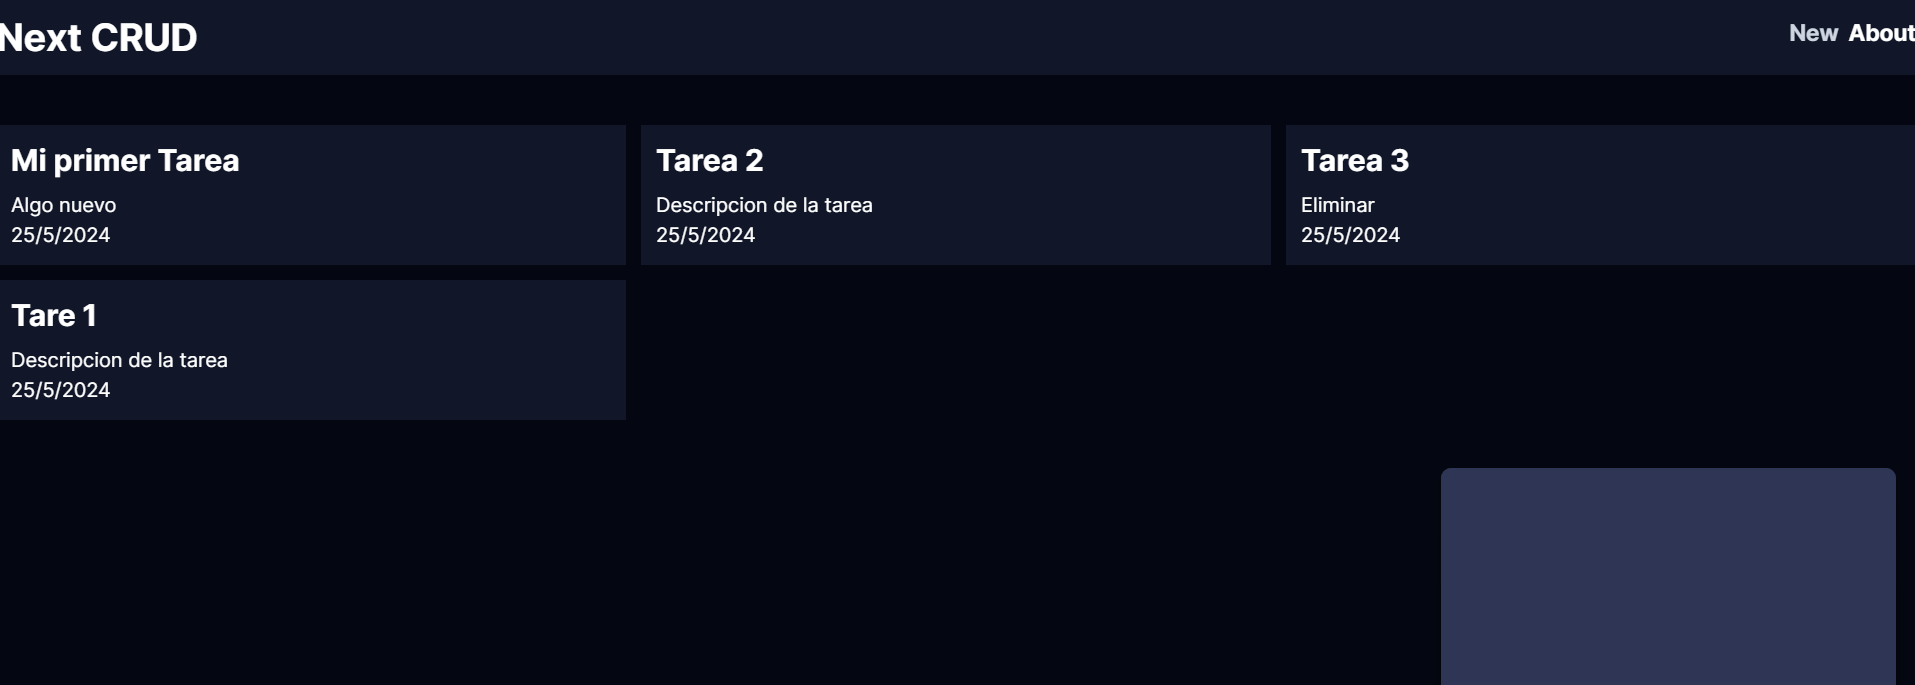 Next CRUD
New About
Mi primer Tarea
Algo nuevo
25/5/2024
Tarea 2
Descripcion de la tarea
25/5/2024
Tarea 3
Eliminar
25/5/2024
Tare 1
Descripcion de la tarea
25/5/2024